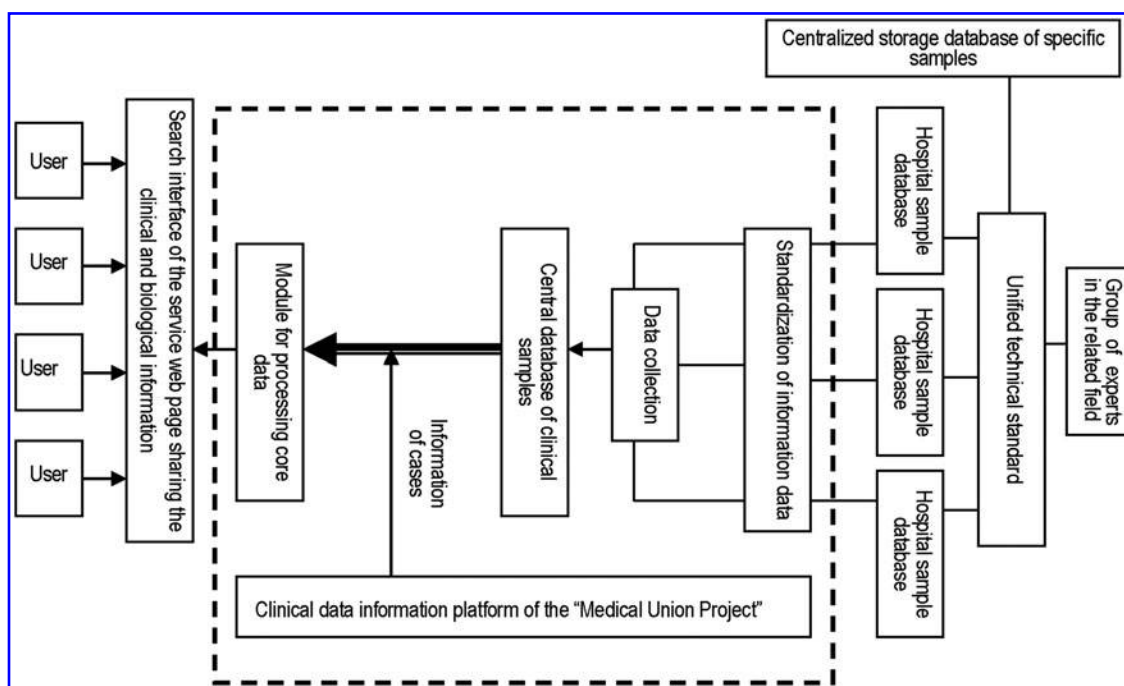 Centralized storage database of specific
samples
User
User
User
User
Search interface of the service web page sharing the
clinical and biological information
Module for processing core
data
Information
of cases
Central database of clinical
samples
Data collection
Standardization of information data
Hospital sample
database
Hospital sample
database
Hospital sample
database
Unified technical standard
Group of experts
in the related field
Clinical data information platform of the “Medical Union Project”